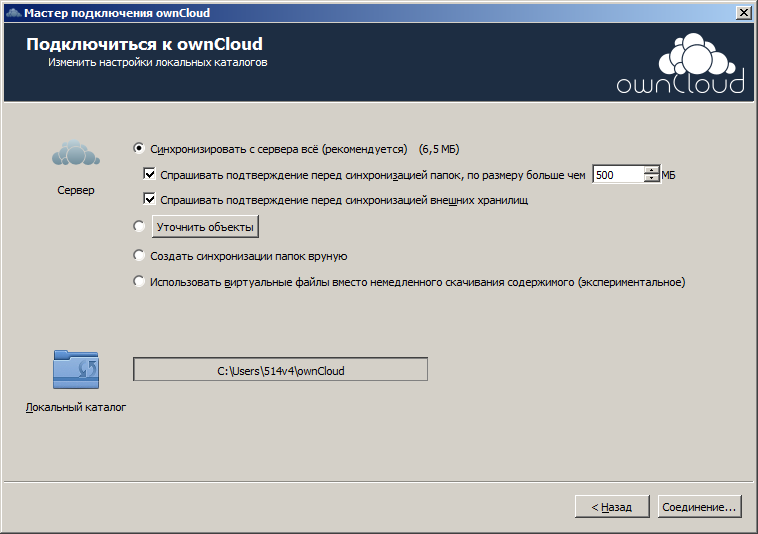 Мастер подключения ownCloud
Подключиться к ownCloud
Изменить настройки локальных каталогов
ownCloud
Синхронизировать с сервера всё (рекомендуется) (6,5 МБ)
Спрашивать подтверждение перед синхронизацией папок, по размеру больше чем 500 МБ
Сервер
Спрашивать подтверждение перед синхронизацией внешних хранилищ
Уточнить объекты
Создать синхронизации папок вруную
Использовать виртуальные файлы вместо немедленного скачивания содержимого (экспериментальное)
C:\Users\514v4\ownCloud
Локальный каталог
< Назад
Соединение...